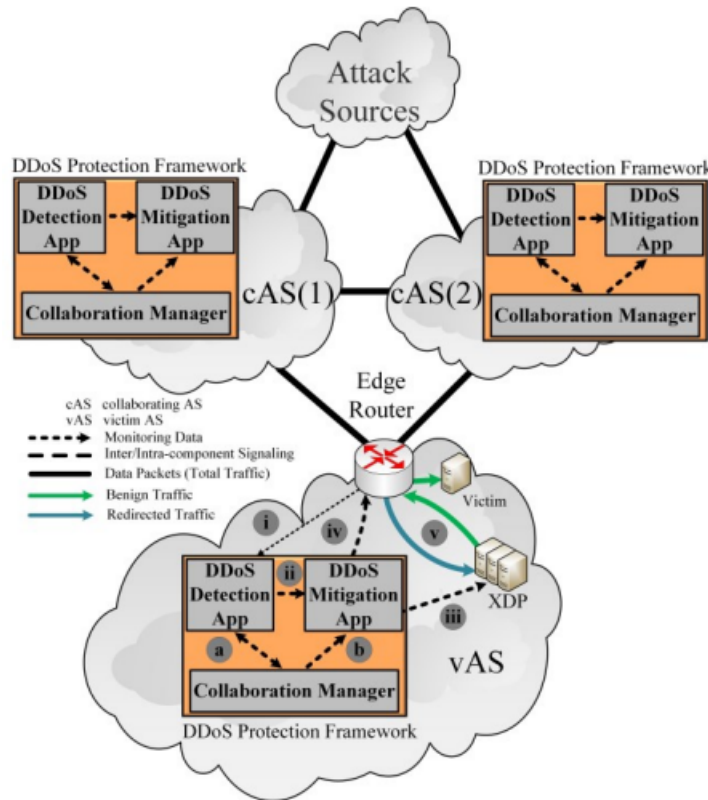 Attack
Sources
DDoS Protection Framework
DDoS
Detection
App
DDoS
Mitigation
App
Collaboration Manager
cAS(1)
DDoS Protection Framework
DDoS
Detection
App
DDoS
Mitigation
App
Collaboration Manager
cAS(2)
Edge
Router
cAS collaborating AS
vAS victim AS
Monitoring Data
Inter/Intra-component Signaling
Data Packets (Total Traffic)
Benign Traffic
Redirected Traffic
Victim
i
iv
v
XDP
DDoS
Detection
App
ii
DDoS
Mitigation
App
iii
a
b
Collaboration Manager
vAS
DDoS Protection Framework